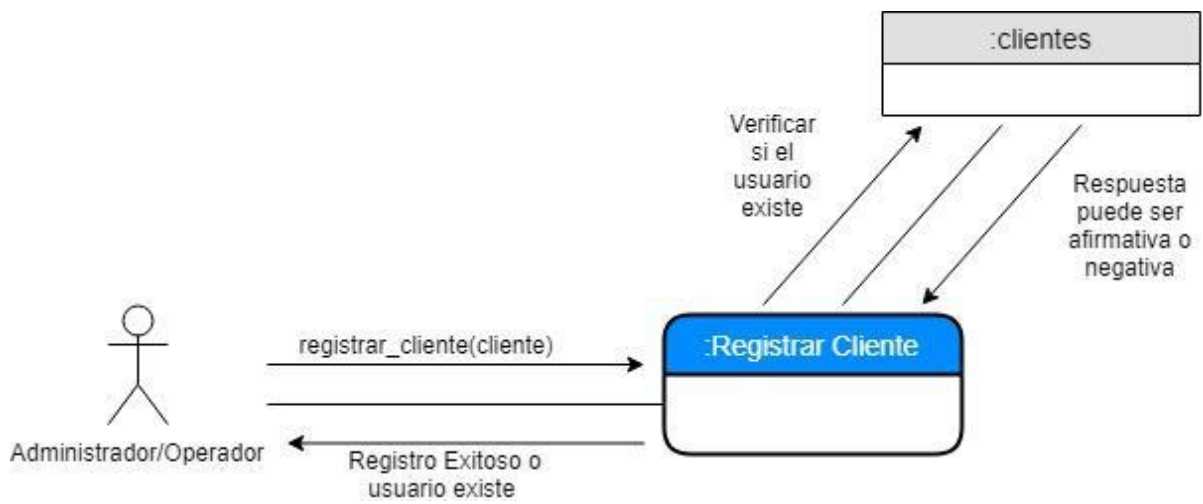 :clientes
Verificar
si el
usuario
existe
Respuesta
puede ser
afirmativa o
negativa
registrar_cliente(cliente)
:Registrar Cliente
Administrador/Operador
Registro Exitoso o
usuario existe